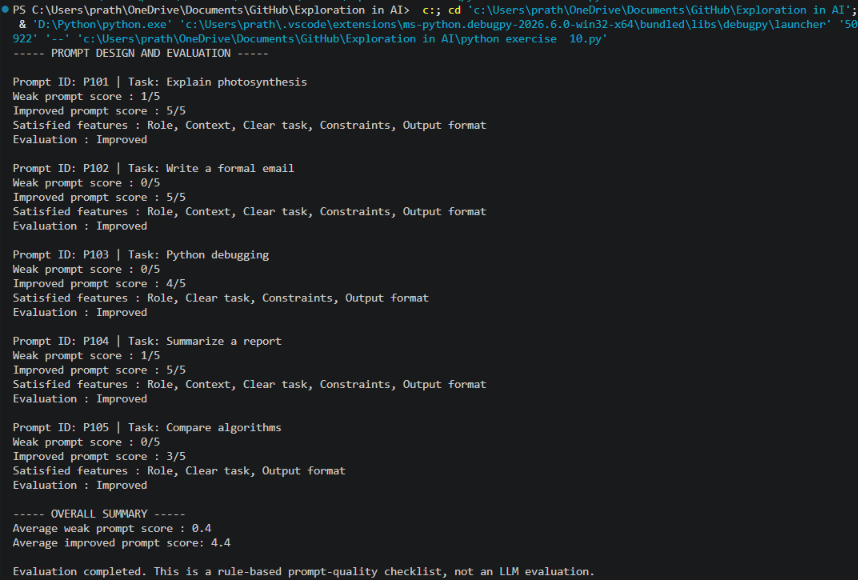 PS C:\Users\prath\OneDrive\Documents\GitHub\Exploration in AI>  c:; cd 'c:\Users\prath\OneDrive\Documents\GitHub\Exploration in AI';
 & 'D:\Python\python.exe' 'c:\Users\prath\.vscode\extensions\ms-python.debugpy-2026.6.0-win32-x64\bundled\libs\debugpy\launcher' '50
922' '--' 'c:\Users\prath\OneDrive\Documents\GitHub\Exploration in AI\python exercise  10.py'
----- PROMPT DESIGN AND EVALUATION -----

Prompt ID: P101 | Task: Explain photosynthesis
Weak prompt score : 1/5
Improved prompt score : 5/5
Satisfied features : Role, Context, Clear task, Constraints, Output format
Evaluation : Improved

Prompt ID: P102 | Task: Write a formal email
Weak prompt score : 0/5
Improved prompt score : 5/5
Satisfied features : Role, Context, Clear task, Constraints, Output format
Evaluation : Improved

Prompt ID: P103 | Task: Python debugging
Weak prompt score : 0/5
Improved prompt score : 4/5
Satisfied features : Role, Clear task, Constraints, Output format
Evaluation : Improved

Prompt ID: P104 | Task: Summarize a report
Weak prompt score : 1/5
Improved prompt score : 5/5
Satisfied features : Role, Context, Clear task, Constraints, Output format
Evaluation : Improved

Prompt ID: P105 | Task: Compare algorithms
Weak prompt score : 0/5
Improved prompt score : 3/5
Satisfied features : Role, Clear task, Output format
Evaluation : Improved

----- OVERALL SUMMARY -----
Average weak prompt score : 0.4
Average improved prompt score: 4.4

Evaluation completed. This is a rule-based prompt-quality checklist, not an LLM evaluation.